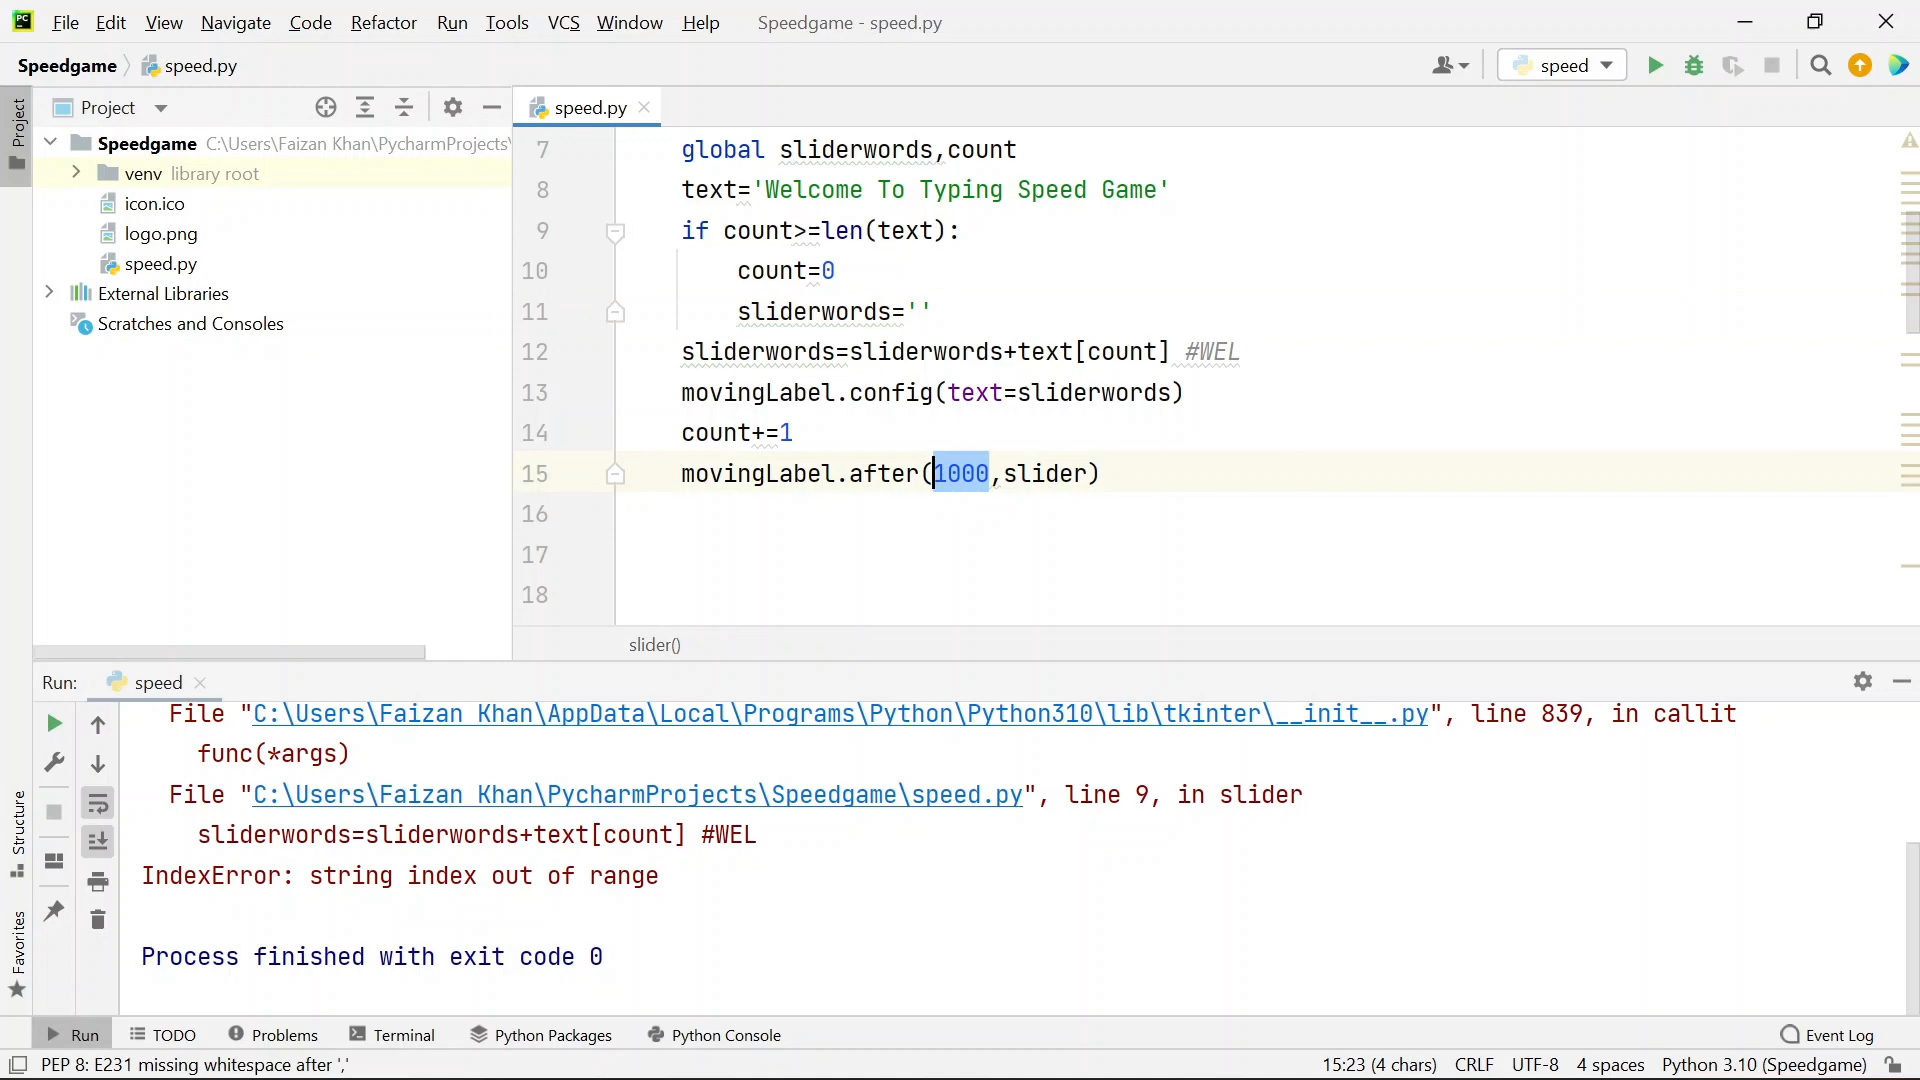 PC File Edit View Navigate Code Refactor Run Tools VCS Window Help Speedgame - speed.py
Speedgame speed.py speed
Project speed.py
Project
Speedgame C:\Users\Faizan Khan\PycharmProjects\
venv library root
icon.ico
logo.png
speed.py
External Libraries
Scratches and Consoles
7 global sliderwords,count
8 text='Welcome To Typing Speed Game'
9 if count>=len(text):
10 count=0
11 sliderwords=''
12 sliderwords=sliderwords+text[count] #WEL
13 movingLabel.config(text=sliderwords)
14 count+=1
15 movingLabel.after(1000,slider)
16
17
18
slider()
Run: speed
File "C:\Users\Faizan Khan\AppData\Local\Programs\Python\Python310\lib\tkinter\__init__.py", line 839, in callit
func(*args)
File "C:\Users\Faizan Khan\PycharmProjects\Speedgame\speed.py", line 9, in slider
sliderwords=sliderwords+text[count] #WEL
IndexError: string index out of range
Process finished with exit code 0
Structure
Favorites
Run TODO Problems Terminal Python Packages Python Console Event Log
PEP 8: E231 missing whitespace after ',' 15:23 (4 chars) CRLF UTF-8 4 spaces Python 3.10 (Speedgame)